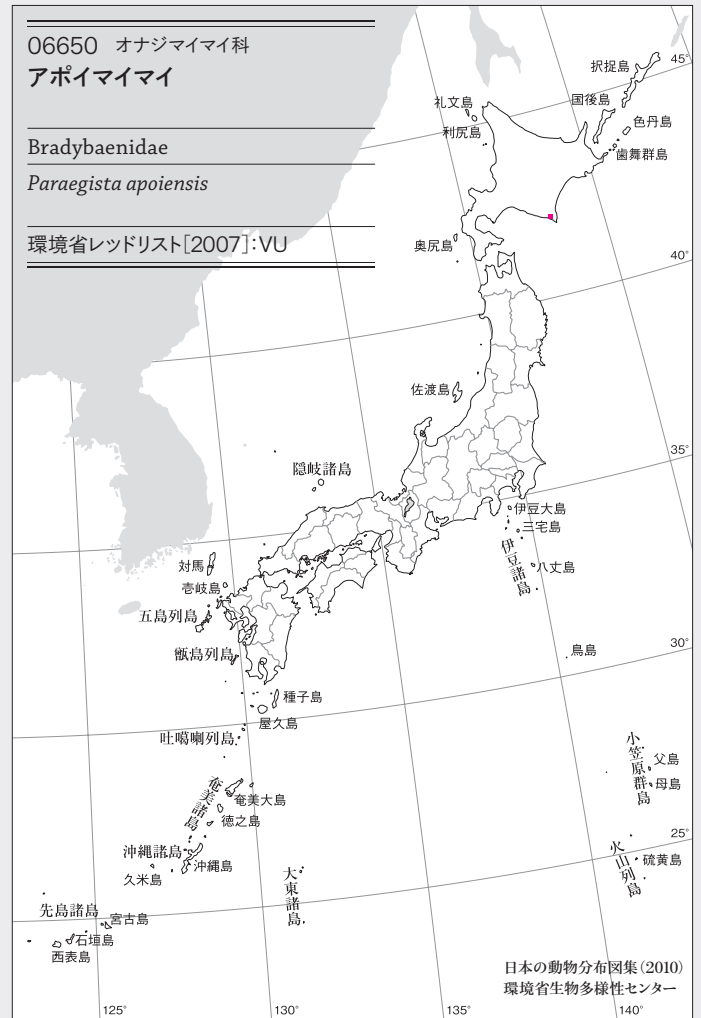 06650 オナジマイマイ科
アポイマイマイ
Bradybaenidae
Paraegista apoiensis
環境省レッドリスト［2007］：VU
45°
択捉島
国後島
礼文島
色丹島
利尻島
歯舞群島
奥尻島
40°
佐渡島
35°
隠岐諸島
伊豆大島
三宅島
伊豆諸島
八丈島
対馬
壱岐島
五島列島
甑島列島
鳥島
30°
種子島
屋久島
吐噶喇列島
小笠原群島
父島
母島
奄美諸島
奄美大島
徳之島
25°
沖縄諸島
沖縄島
久米島
火山列島
硫黄島
大東諸島
先島諸島
宮古島
石垣島
西表島
日本の動物分布図集（2010）
環境省生物多様性センター
125°
130°
135°
140°